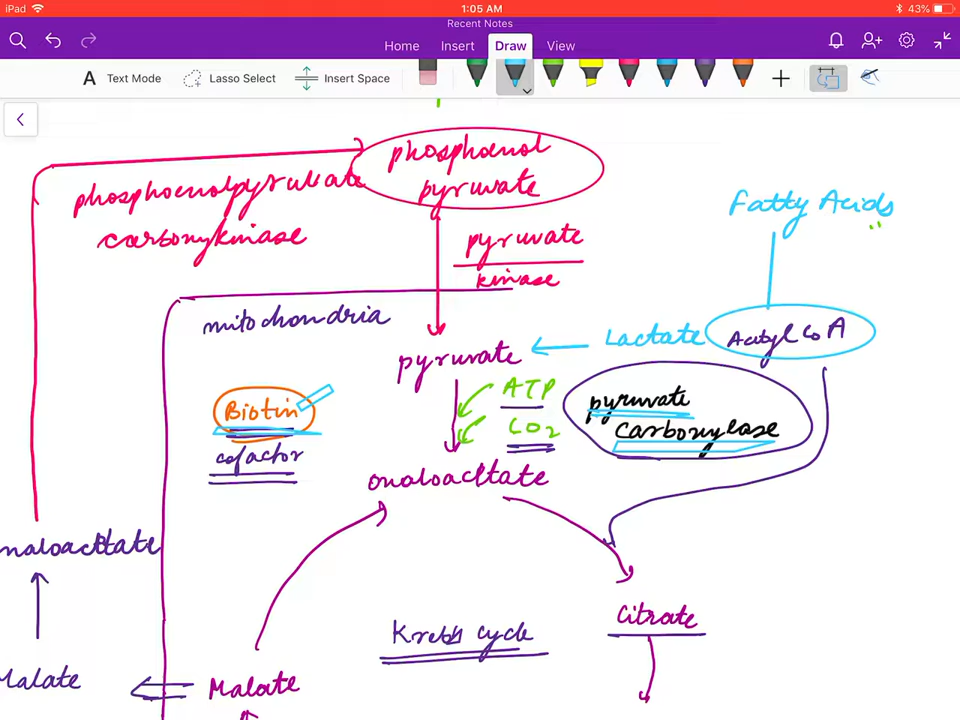 iPad
1:05 AM
43%
Recent Notes
Home Insert Draw View
A Text Mode
Lasso Select
Insert Space
phosphoenol
pyruvate
phosphoenolpyruvate
carboxykinase
pyruvate
kinase
Fatty Acids
mitochondria
pyruvate
Lactate
Acetyl CoA
ATP
CO2
pyruvate
carboxylase
Biotin
cofactor
oxaloacetate
oxaloacetate
Citrate
Krebs cycle
Malate
Malate